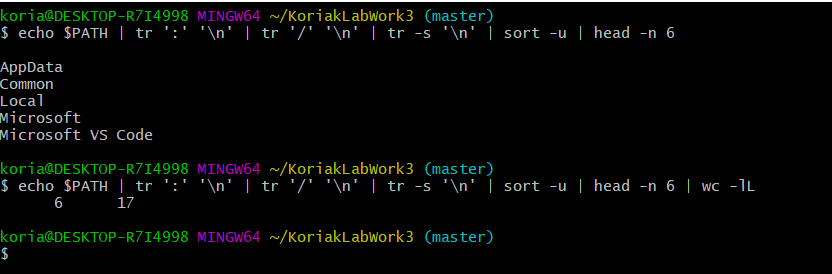 koria@DESKTOP-R7I4998 MINGW64 ~/KoriakLabWork3 (master)
$ echo $PATH | tr ':' '\n' | tr '/' '\n' | tr -s '\n' | sort -u | head -n 6
AppData
Common
Local
Microsoft
Microsoft VS Code
koria@DESKTOP-R7I4998 MINGW64 ~/KoriakLabWork3 (master)
$ echo $PATH | tr ':' '\n' | tr '/' '\n' | tr -s '\n' | sort -u | head -n 6 | wc -lL
6 17
koria@DESKTOP-R7I4998 MINGW64 ~/KoriakLabWork3 (master)
$